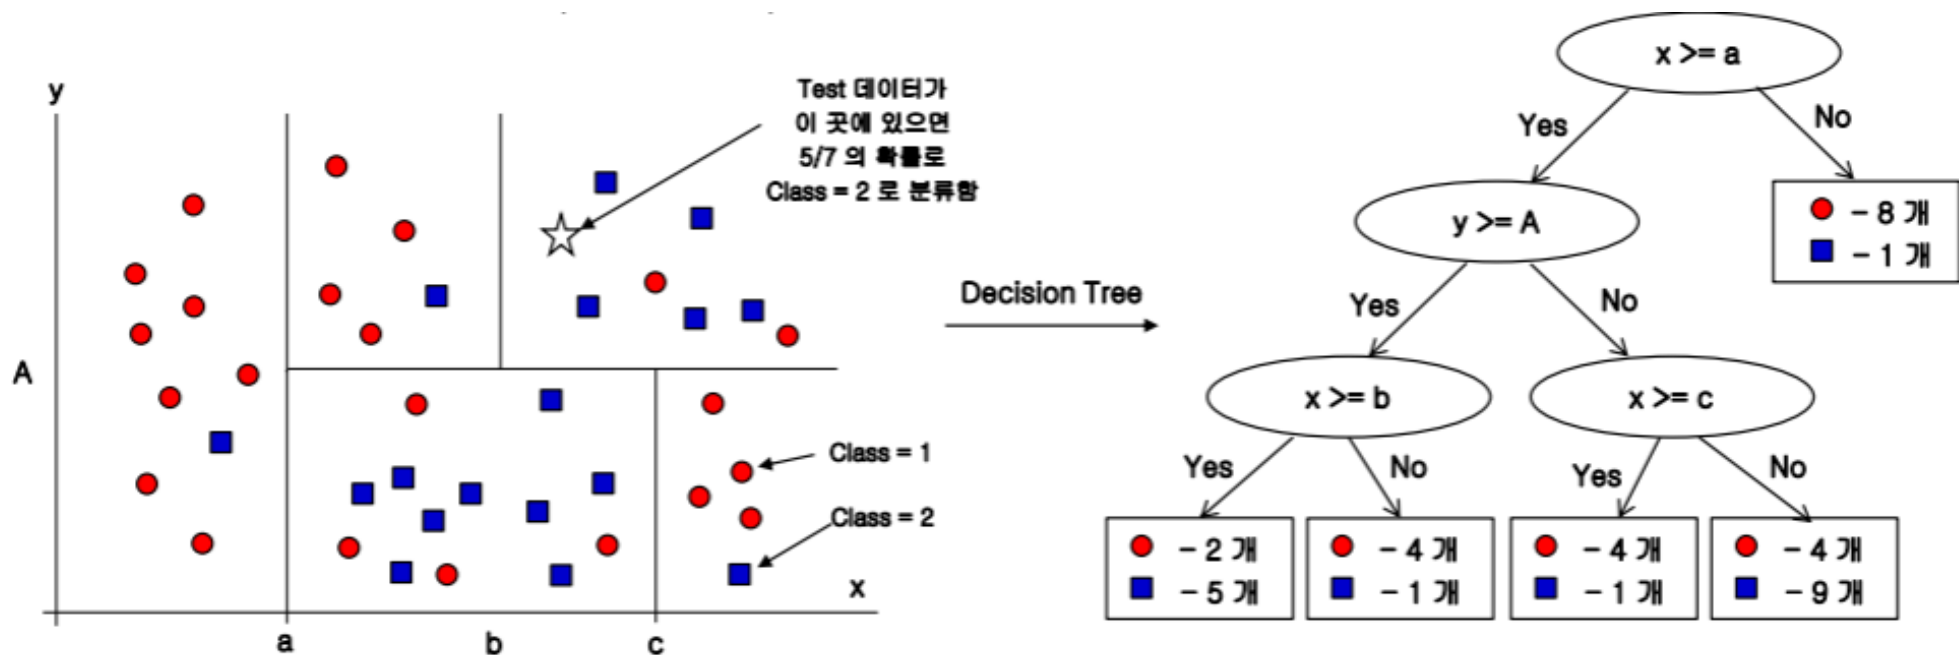 y
Test 데이터가
이 곳에 있으면
5/7 의 확률로
Class = 2 로 분류함
A
Class = 1
Class = 2
x
a
b
c
Decision Tree
x >= a
Yes
No
y >= A
- 8 개
- 1 개
Yes
No
x >= b
x >= c
Yes
No
Yes
No
- 2 개
- 5 개
- 4 개
- 1 개
- 4 개
- 1 개
- 4 개
- 9 개